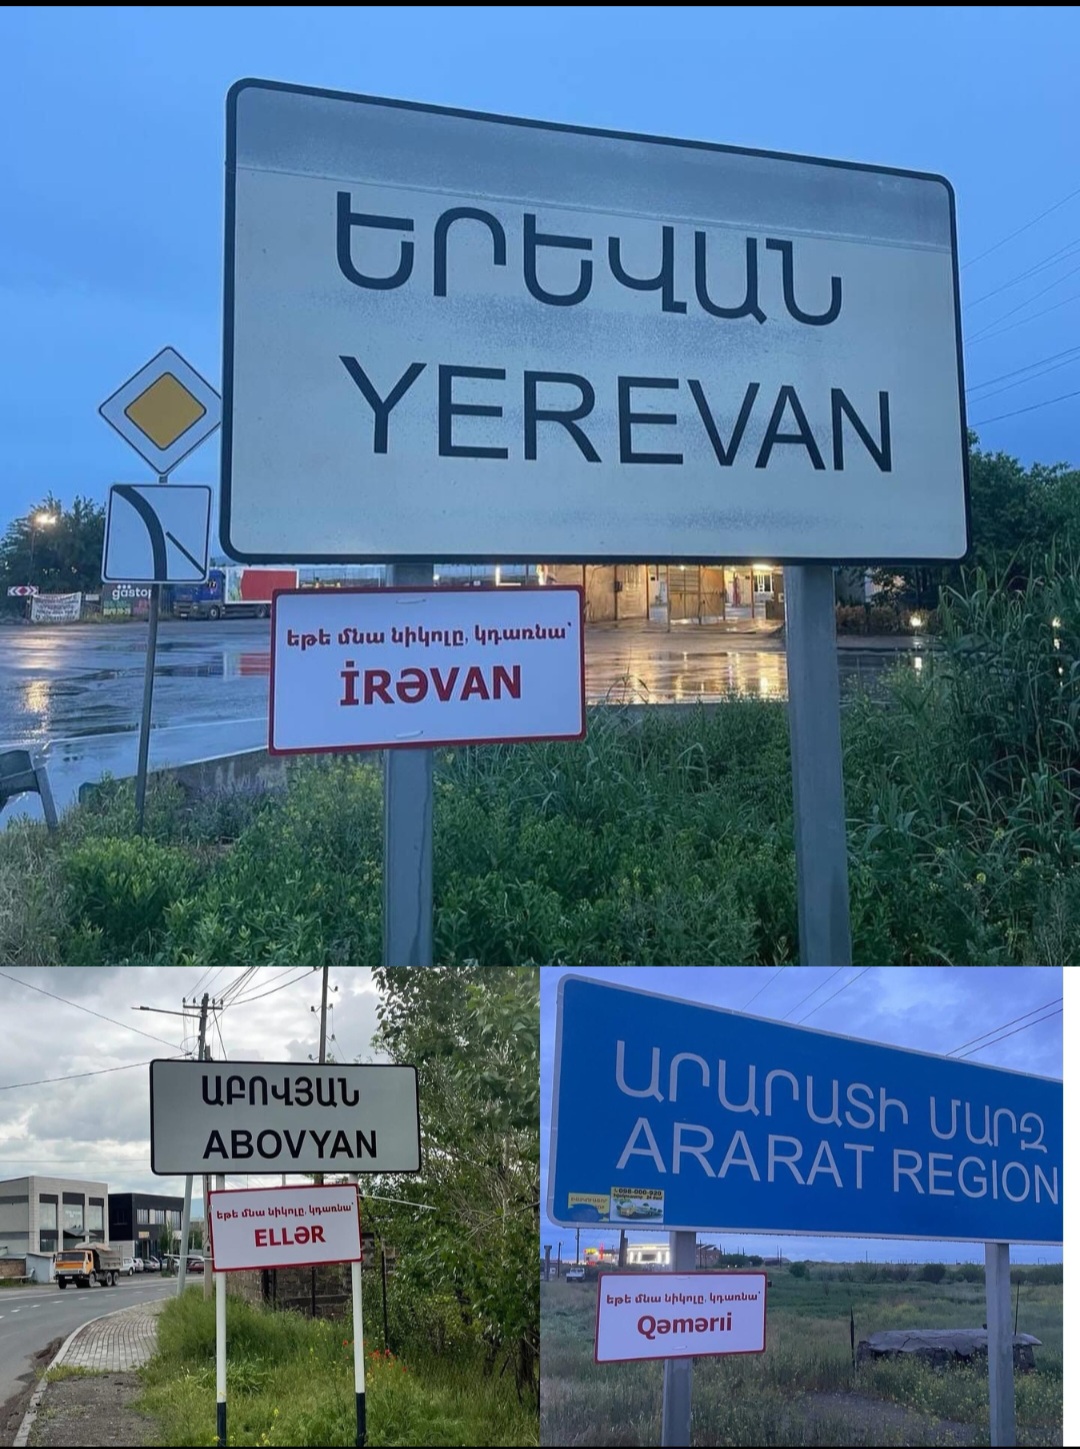 ԵՐԵՎԱՆ
YEREVAN
gastop
եթե մնա նիկոլը, կդառնա՝
İRƏVAN
ԱԲՈՎՅԱՆ
ABOVYAN
եթե մնա նիկոլը, կդառնա՝
ELLƏR
ԱՐԱՐԱՏԻ ՄԱՐԶ
ARARAT REGION
եթե մնա նիկոլը, կդառնա՝
Qəmərıi